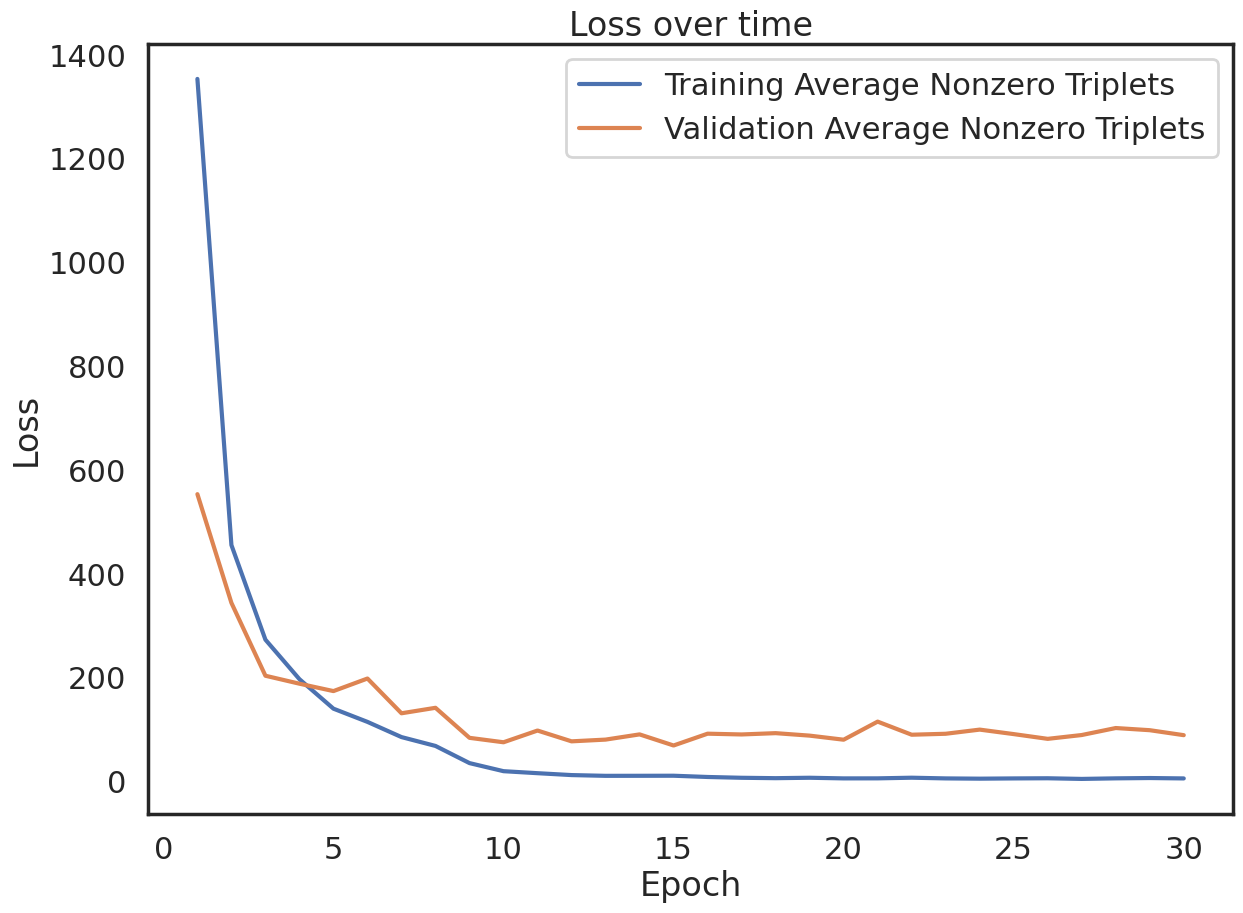 Loss over time
1400
1200
1000
800
600
400
200
0
Loss
Training Average Nonzero Triplets
Validation Average Nonzero Triplets
0 5 10 15 20 25 30
Epoch